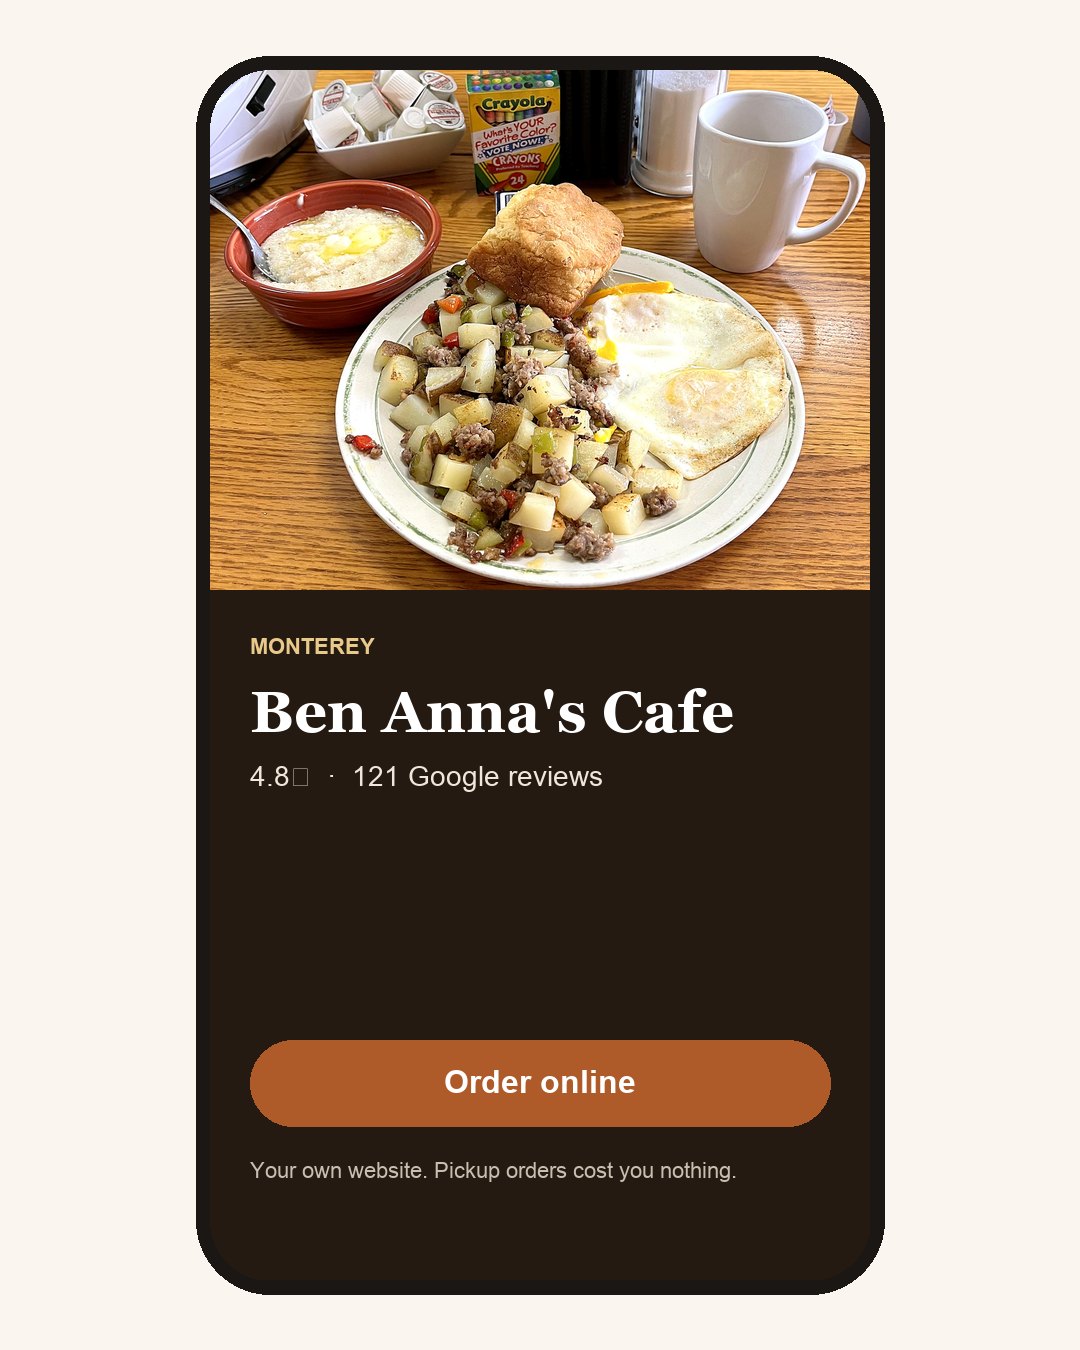 Crayola
What's YOUR
Favorite Color?
VOTE NOW!
CRAYONS
24
MONTEREY
Ben Anna's Cafe
4.8□ · 121 Google reviews
Order online
Your own website. Pickup orders cost you nothing.